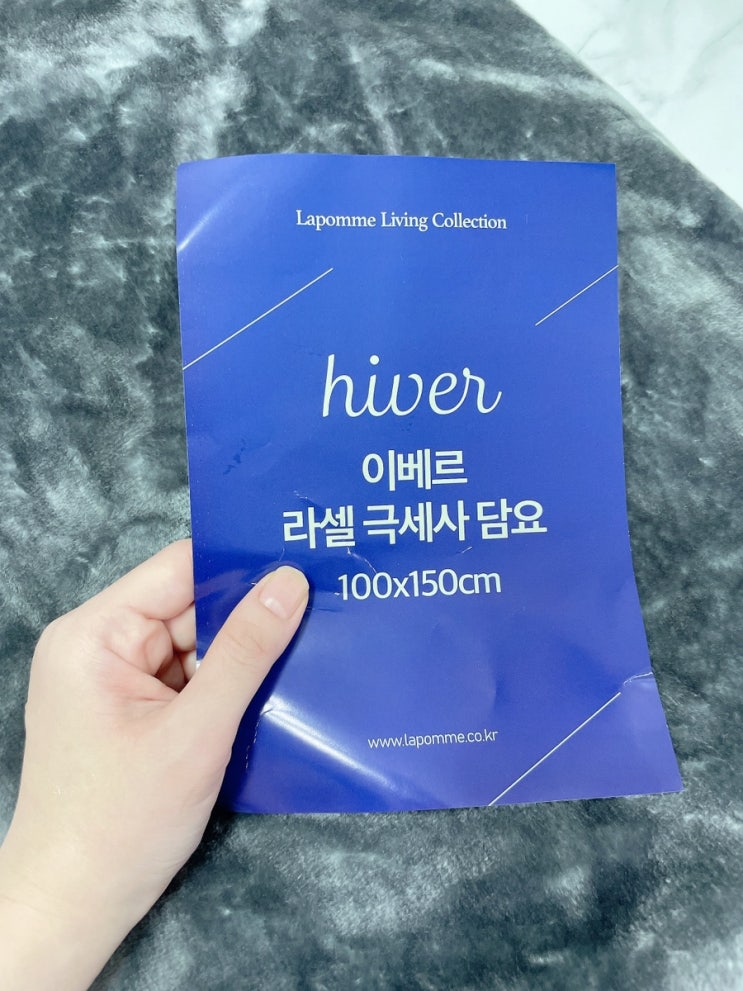 Lapomme Living Collection
hiver
이베르
라셀 극세사 담요
100x150cm
www.lapomme.co.kr